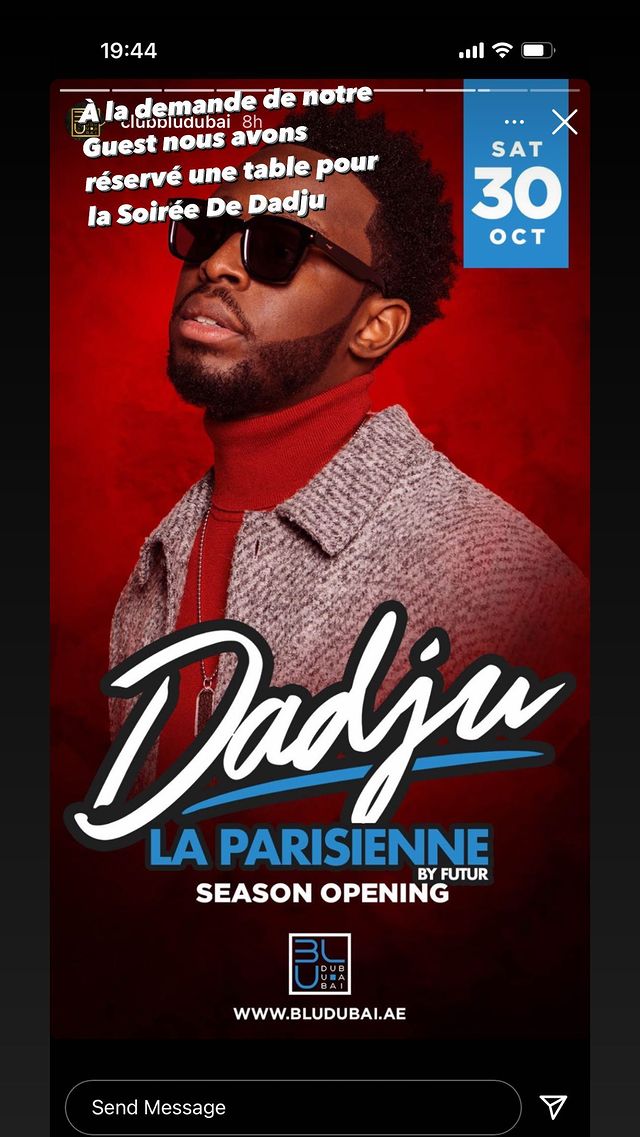 19:44
À la demande de notre
clubbludubai 8h
Guest nous avons
réservé une table pour
la Soirée De Dadju
SAT
30
OCT
Dadju
LA PARISIENNE
BY FUTUR
SEASON OPENING
BLU
DUBAI
WWW.BLUDUBAI.AE
Send Message